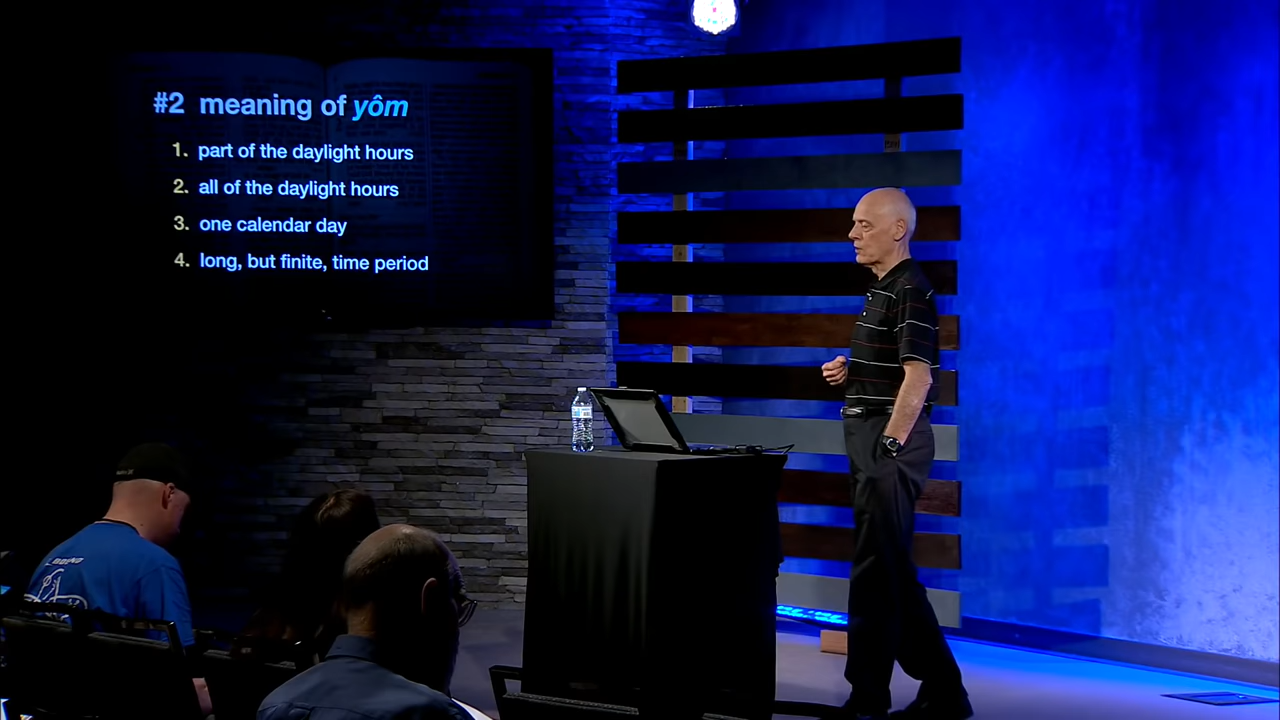 #2 meaning of yôm
1. part of the daylight hours
2. all of the daylight hours
3. one calendar day
4. long, but finite, time period